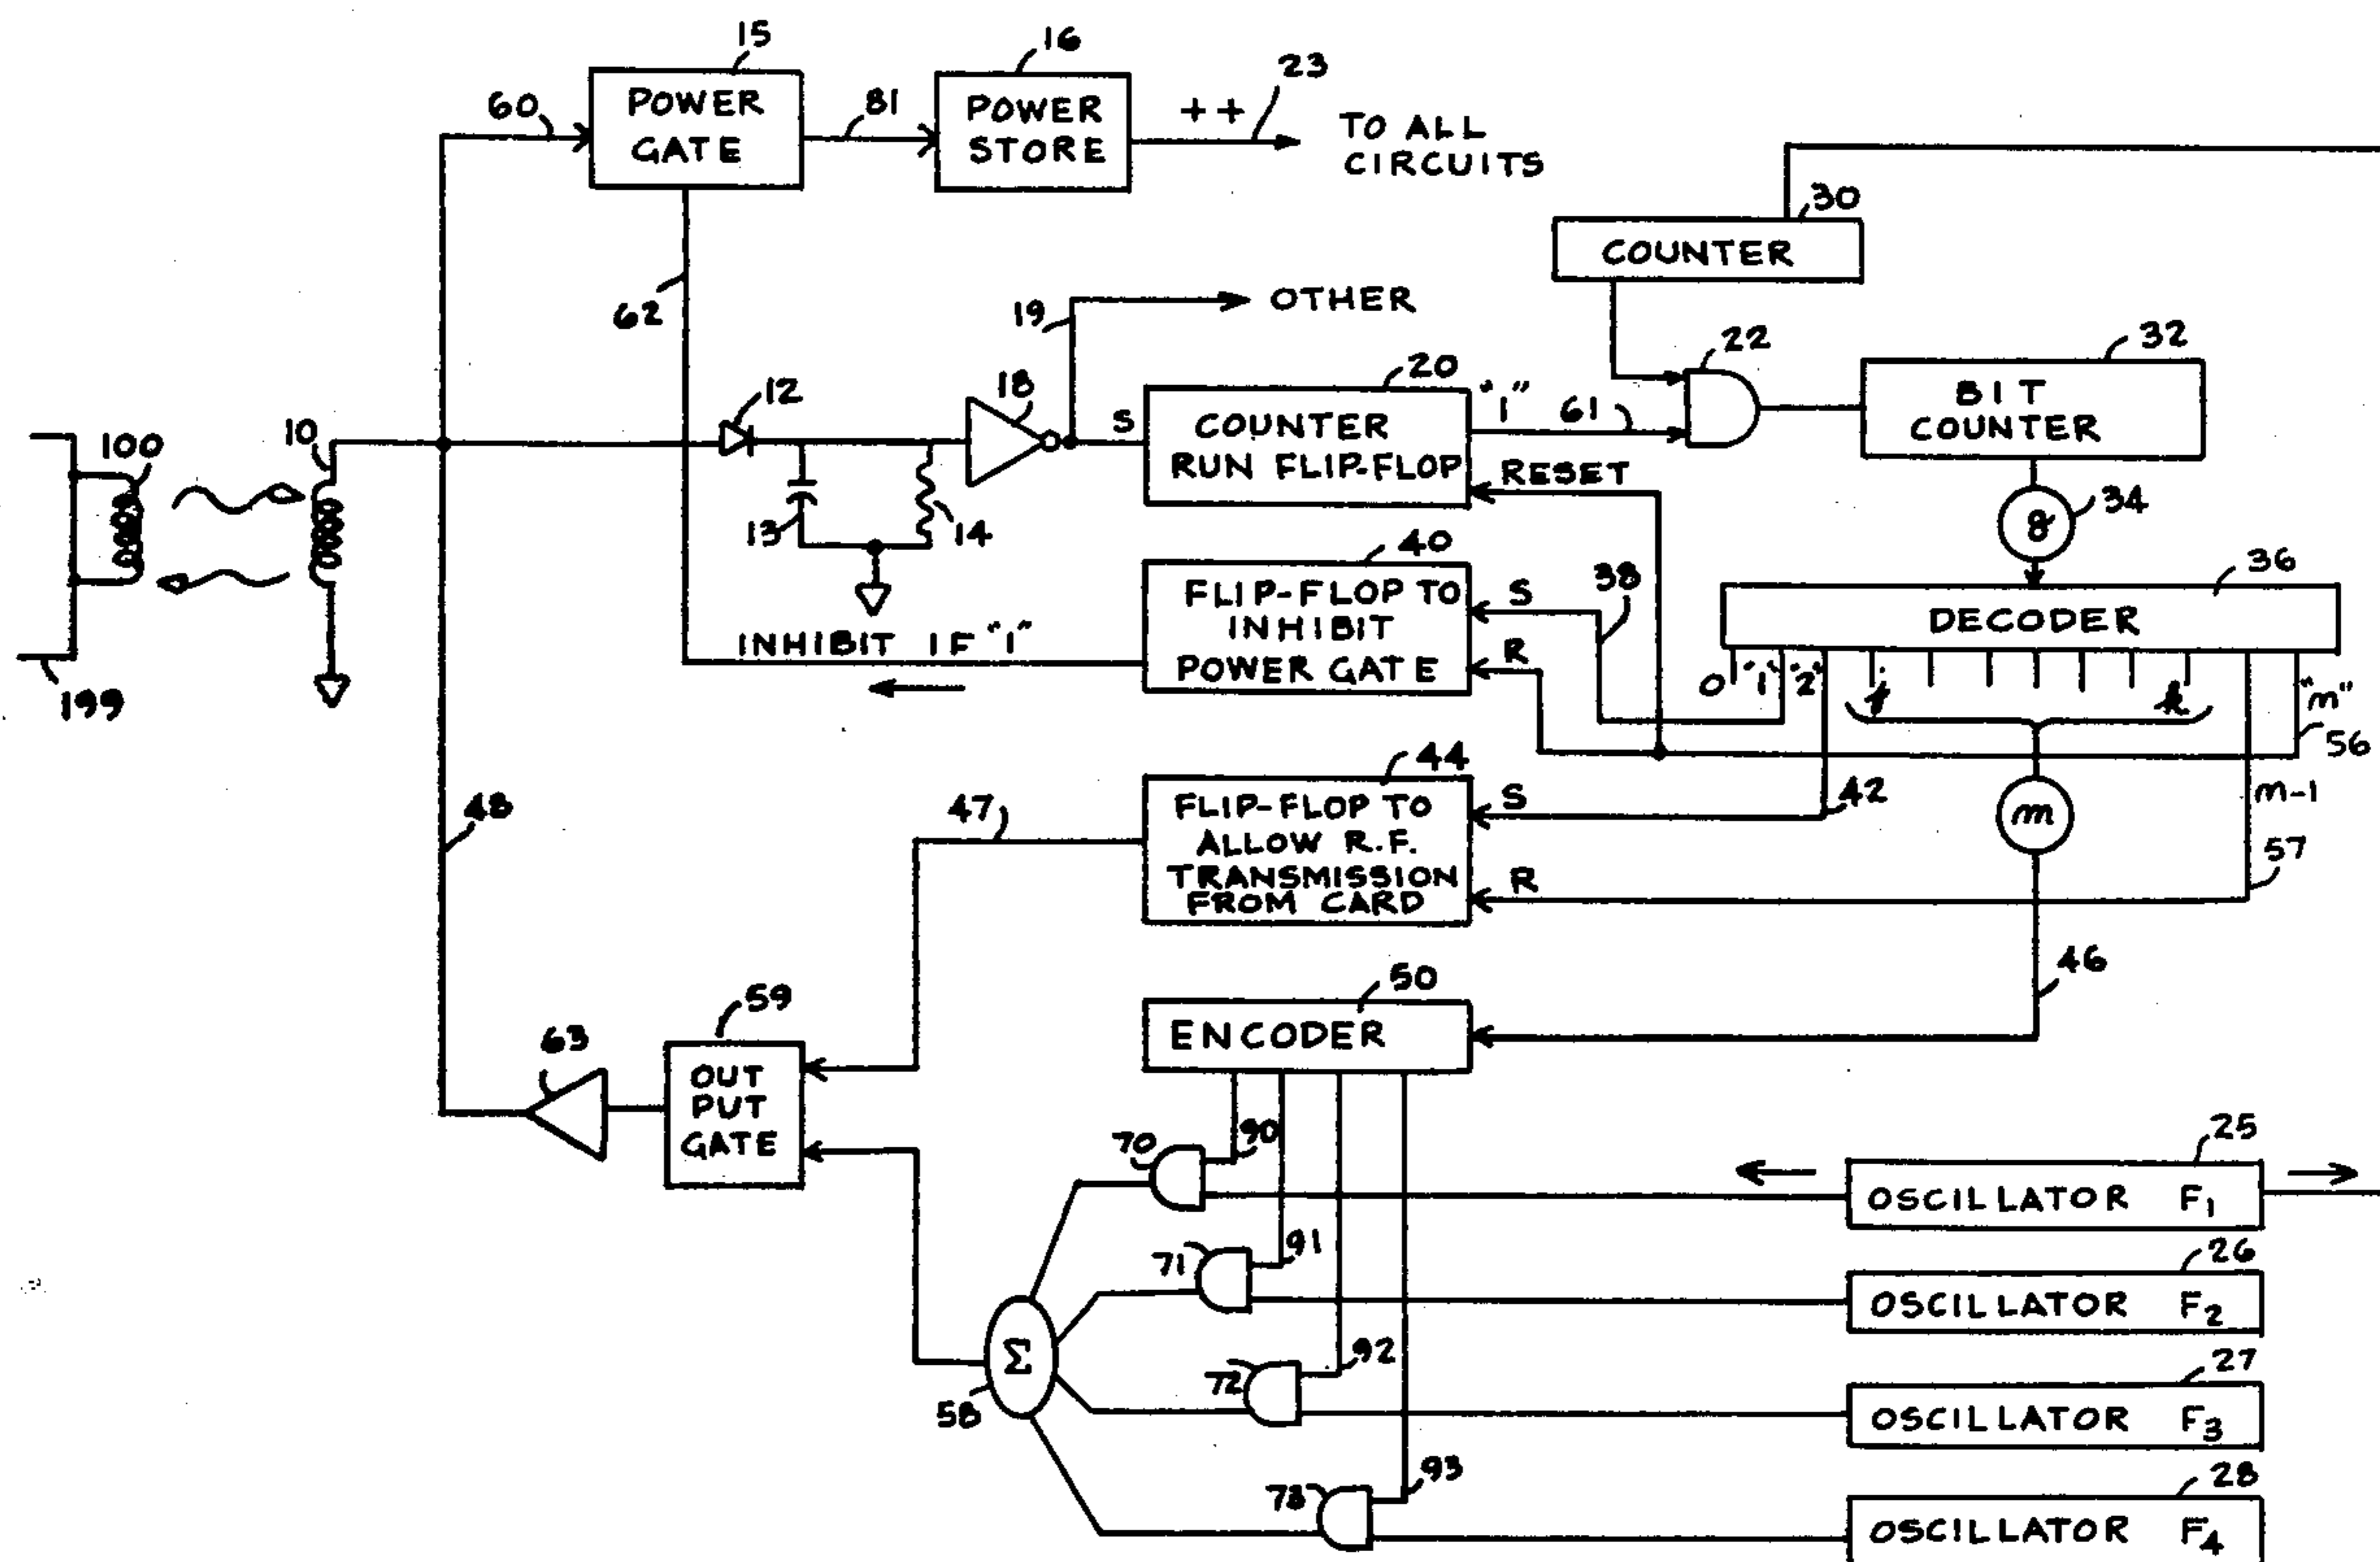 15
16
23
60
POWER
GATE
81
POWER
STORE
++
TO ALL
CIRCUITS
30
COUNTER
62
19
OTHER
22
32
BIT
COUNTER
12
18
20
S
COUNTER
RUN FLIP-FLOP
"1"
61
RESET
100
10
13
14
34
40
FLIP-FLOP TO
INHIBIT
POWER GATE
S
R
38
36
DECODER
INHIBIT IF "1"
0
"1"
"2"
k
"m"
56
199
44
FLIP-FLOP TO
ALLOW R.F.
TRANSMISSION
FROM CARD
S
R
42
m
m-1
57
48
47
46
59
OUT
PUT
GATE
63
50
ENCODER
70
90
25
OSCILLATOR F1
71
91
26
OSCILLATOR F2
72
92
27
OSCILLATOR F3
Σ
58
73
93
28
OSCILLATOR F4